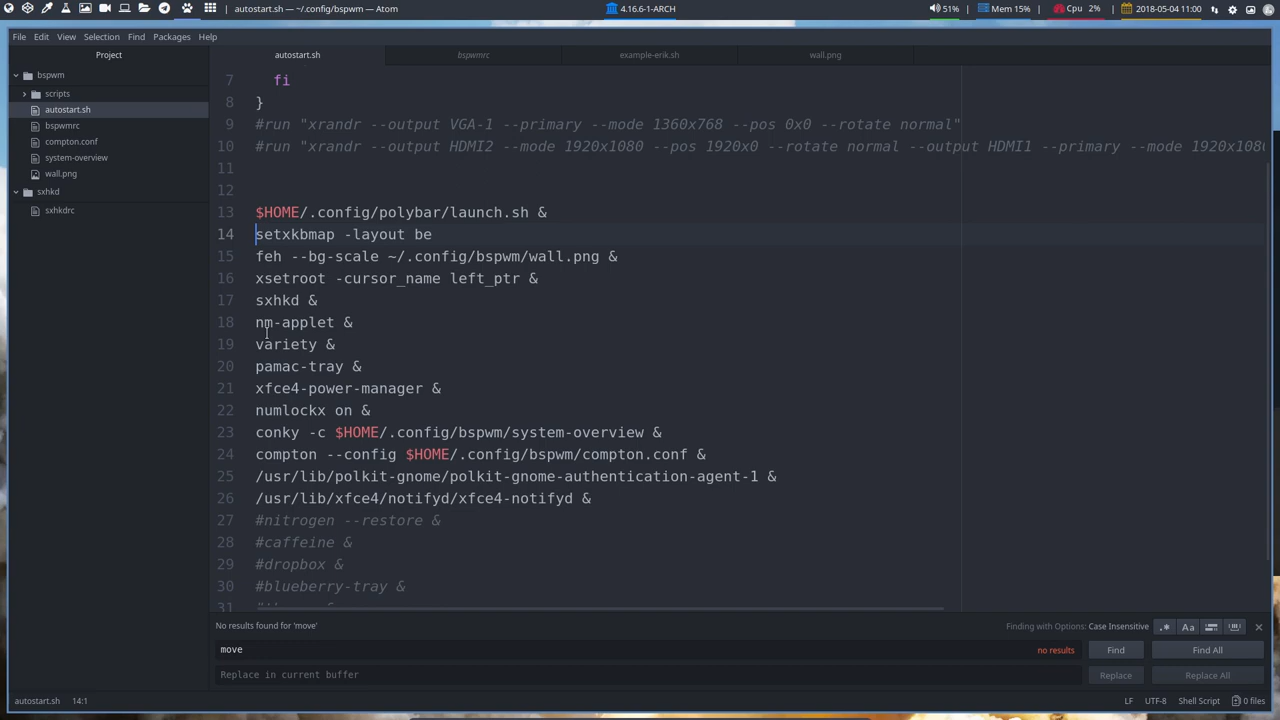 autostart.sh — ~/.config/bspwm — Atom
4.16.6-1-ARCH
51%
Mem 15%
Cpu 2%
2018-05-04 11:00
File Edit View Selection Find Packages Help
Project
autostart.sh
bspwmrc
example-erik.sh
wall.png
bspwm
scripts
autostart.sh
bspwmrc
compton.conf
system-overview
wall.png
sxhkd
sxhkdrc
7 fi
8 }
9 #run "xrandr --output VGA-1 --primary --mode 1360x768 --pos 0x0 --rotate normal"
10 #run "xrandr --output HDMI2 --mode 1920x1080 --pos 1920x0 --rotate normal --output HDMI1 --primary --mode 1920x108
11
12
13 $HOME/.config/polybar/launch.sh &
14 setxkbmap -layout be
15 feh --bg-scale ~/.config/bspwm/wall.png &
16 xsetroot -cursor_name left_ptr &
17 sxhkd &
18 nm-applet &
19 variety &
20 pamac-tray &
21 xfce4-power-manager &
22 numlockx on &
23 conky -c $HOME/.config/bspwm/system-overview &
24 compton --config $HOME/.config/bspwm/compton.conf &
25 /usr/lib/polkit-gnome/polkit-gnome-authentication-agent-1 &
26 /usr/lib/xfce4/notifyd/xfce4-notifyd &
27 #nitrogen --restore &
28 #caffeine &
29 #dropbox &
30 #blueberry-tray &
31
No results found for 'move'
Finding with Options: Case Insensitive
.* Aa
move
no results
Find
Find All
Replace in current buffer
Replace
Replace All
autostart.sh 14:1
LF UTF-8 Shell Script 0 files